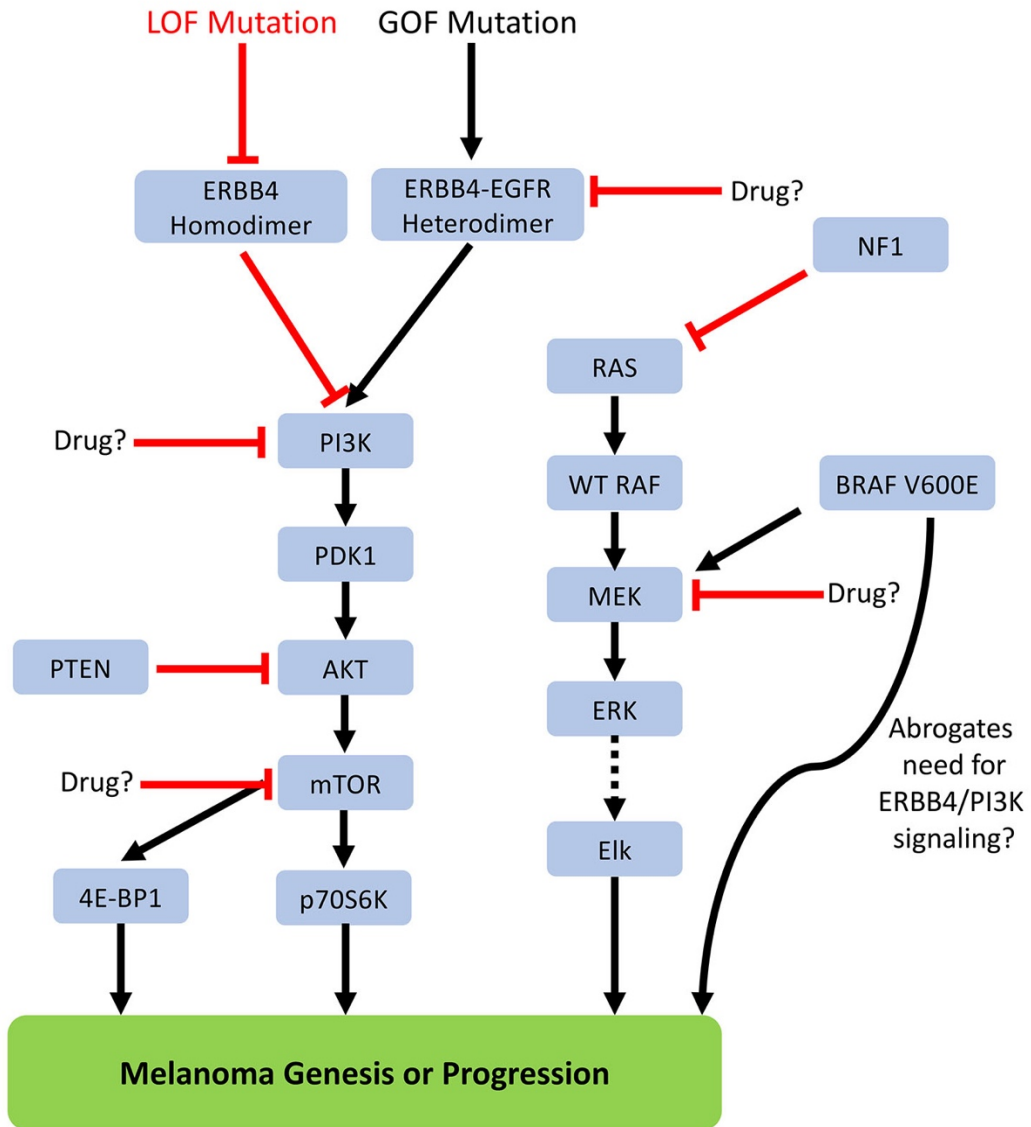 LOF Mutation
GOF Mutation
ERBB4
Homodimer
ERBB4-EGFR
Heterodimer
Drug?
NF1
RAS
Drug?
PI3K
WT RAF
BRAF V600E
PDK1
MEK
Drug?
PTEN
AKT
ERK
Abrogates
need for
ERBB4/PI3K
signaling?
Drug?
mTOR
Elk
4E-BP1
p70S6K
Melanoma Genesis or Progression